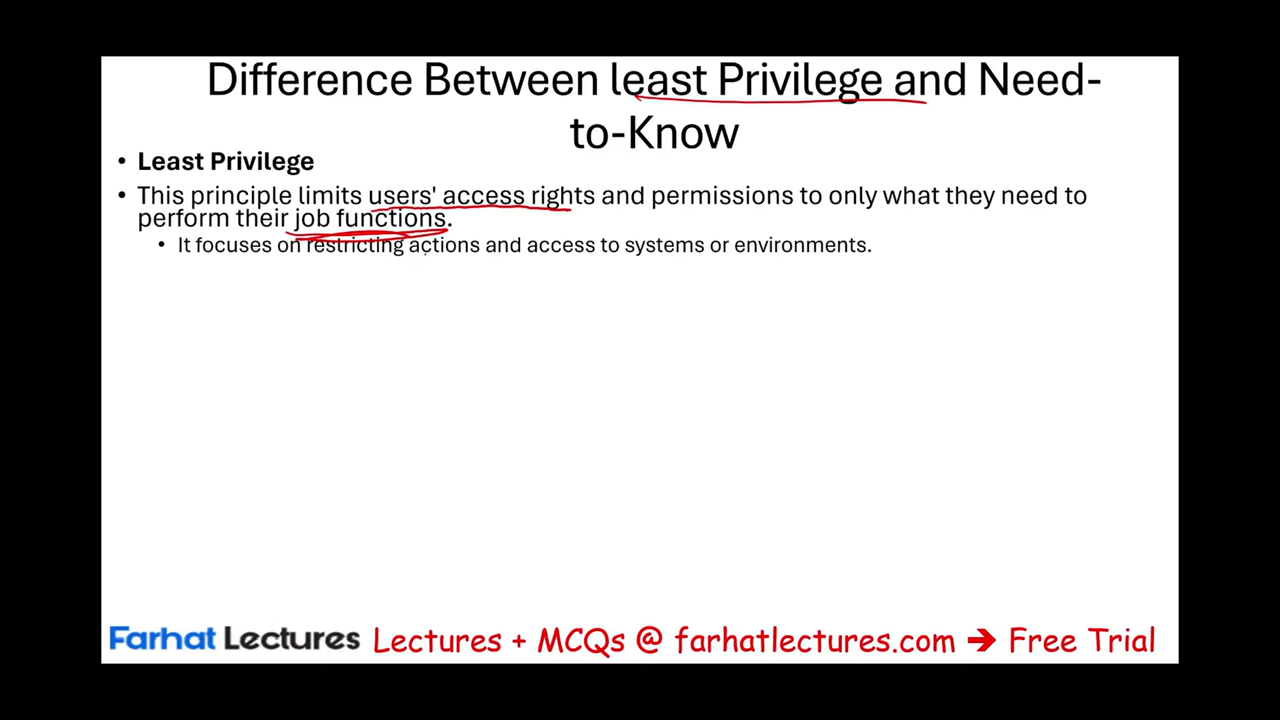 Difference Between least Privilege and Need-
to-Know
• Least Privilege
• This principle limits users' access rights and permissions to only what they need to
perform their job functions.
• It focuses on restricting actions and access to systems or environments.
Farhat Lectures Lectures + MCQs @ farhatlectures.com ➔ Free Trial